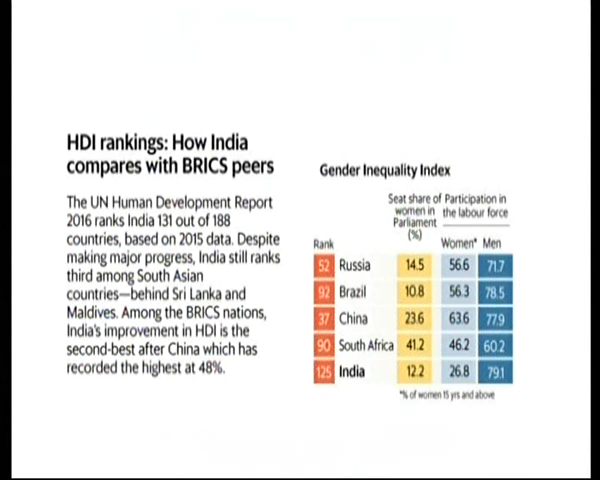 HDI rankings: How India
compares with BRICS peers
The UN Human Development Report
2016 ranks India 131 out of 188
countries, based on 2015 data. Despite
making major progress, India still ranks
third among South Asian
countries—behind Sri Lanka and
Maldives. Among the BRICS nations,
India's improvement in HDI is the
second-best after China which has
recorded the highest at 48%.
Gender Inequality Index
Seat share of Participation in
women in the labour force
Parliament
(%)
Rank Women* Men
52 Russia 14.5 56.6 71.7
92 Brazil 10.8 56.3 78.5
37 China 23.6 63.6 77.9
90 South Africa 41.2 46.2 60.2
125 India 12.2 26.8 79.1
*% of women 15 yrs and above